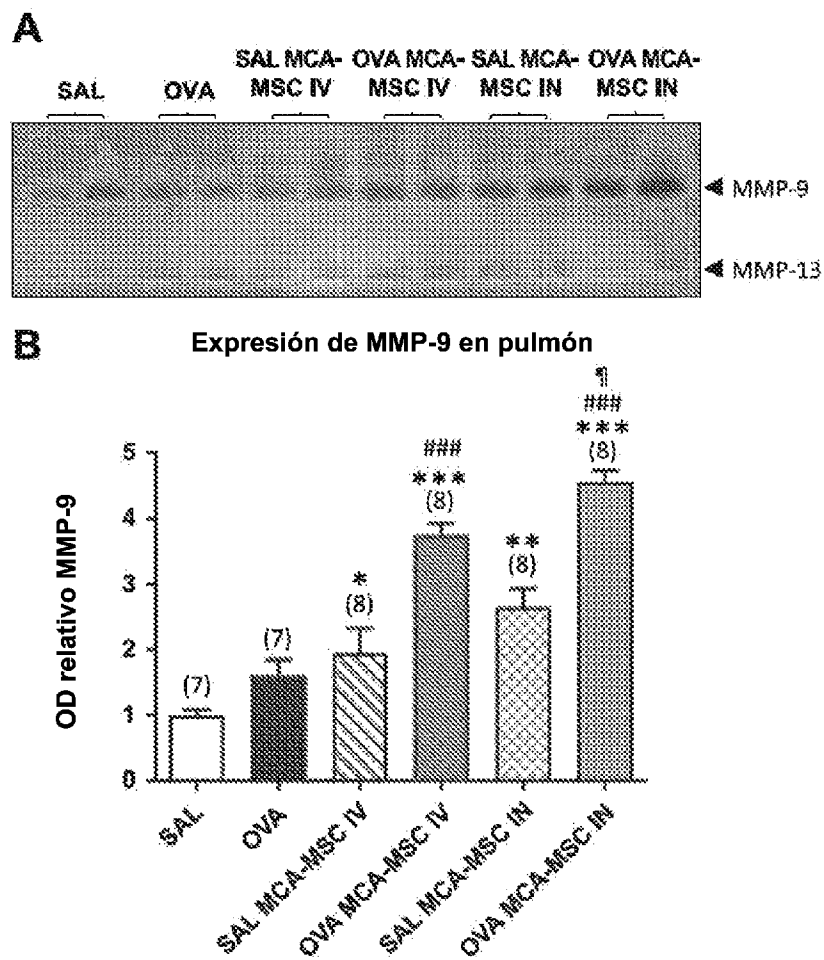 A
SAL OVA SAL MCA-MSC IV OVA MCA-MSC IV SAL MCA-MSC IN OVA MCA-MSC IN
MMP-9
MMP-13
B
Expresión de MMP-9 en pulmón
OD relativo MMP-9
5
4
3
2
1
0
(7)
(7)
*
(8)
###
***
(8)
**
(8)
¶
###
***
(8)
SAL
OVA
SAL MCA-MSC IV
OVA MCA-MSC IV
SAL MCA-MSC IN
OVA MCA-MSC IN